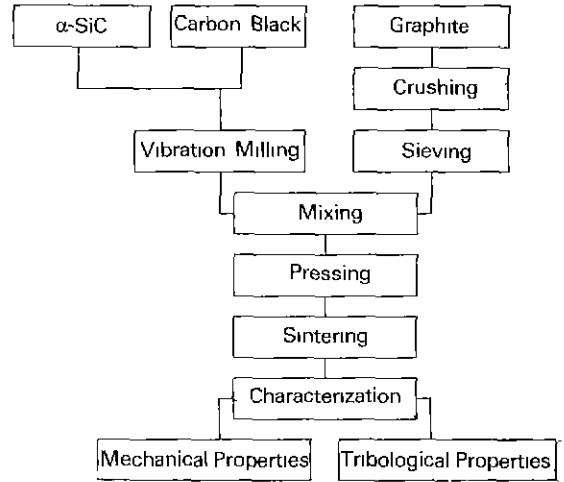 α-SiC
Carbon Black
Graphite
Crushing
Vibration Milling
Sieving
Mixing
Pressing
Sintering
Characterization
Mechanical Properties
Tribological Properties